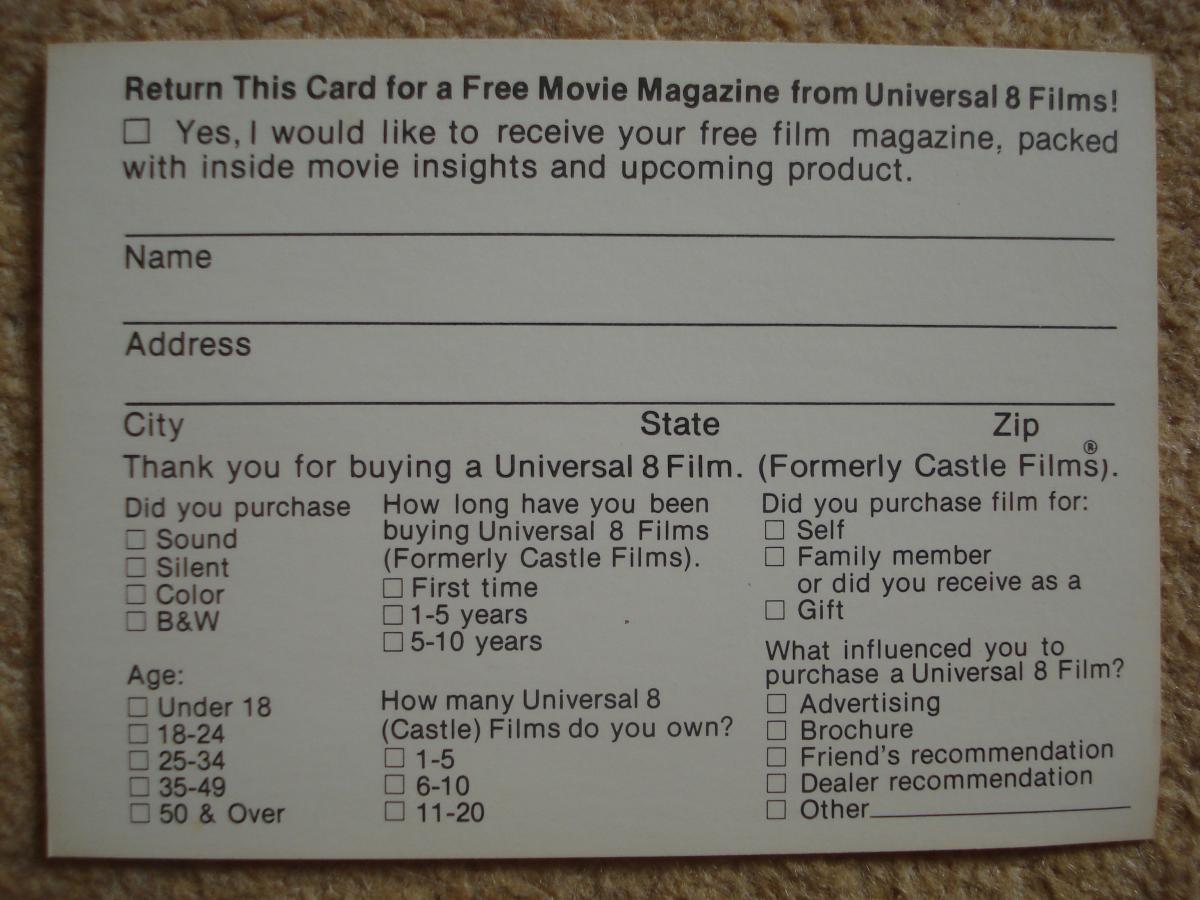 Return This Card for a Free Movie Magazine from Universal 8 Films!
☐ Yes, I would like to receive your free film magazine, packed
with inside movie insights and upcoming product.
Name
Address
City State Zip
Thank you for buying a Universal 8 Film. (Formerly Castle Films®).
Did you purchase
☐ Sound
☐ Silent
☐ Color
☐ B&W
Age:
☐ Under 18
☐ 18-24
☐ 25-34
☐ 35-49
☐ 50 & Over
How long have you been
buying Universal 8 Films
(Formerly Castle Films).
☐ First time
☐ 1-5 years
☐ 5-10 years
How many Universal 8
(Castle) Films do you own?
☐ 1-5
☐ 6-10
☐ 11-20
Did you purchase film for:
☐ Self
☐ Family member
or did you receive as a
☐ Gift
What influenced you to
purchase a Universal 8 Film?
☐ Advertising
☐ Brochure
☐ Friend's recommendation
☐ Dealer recommendation
☐ Other